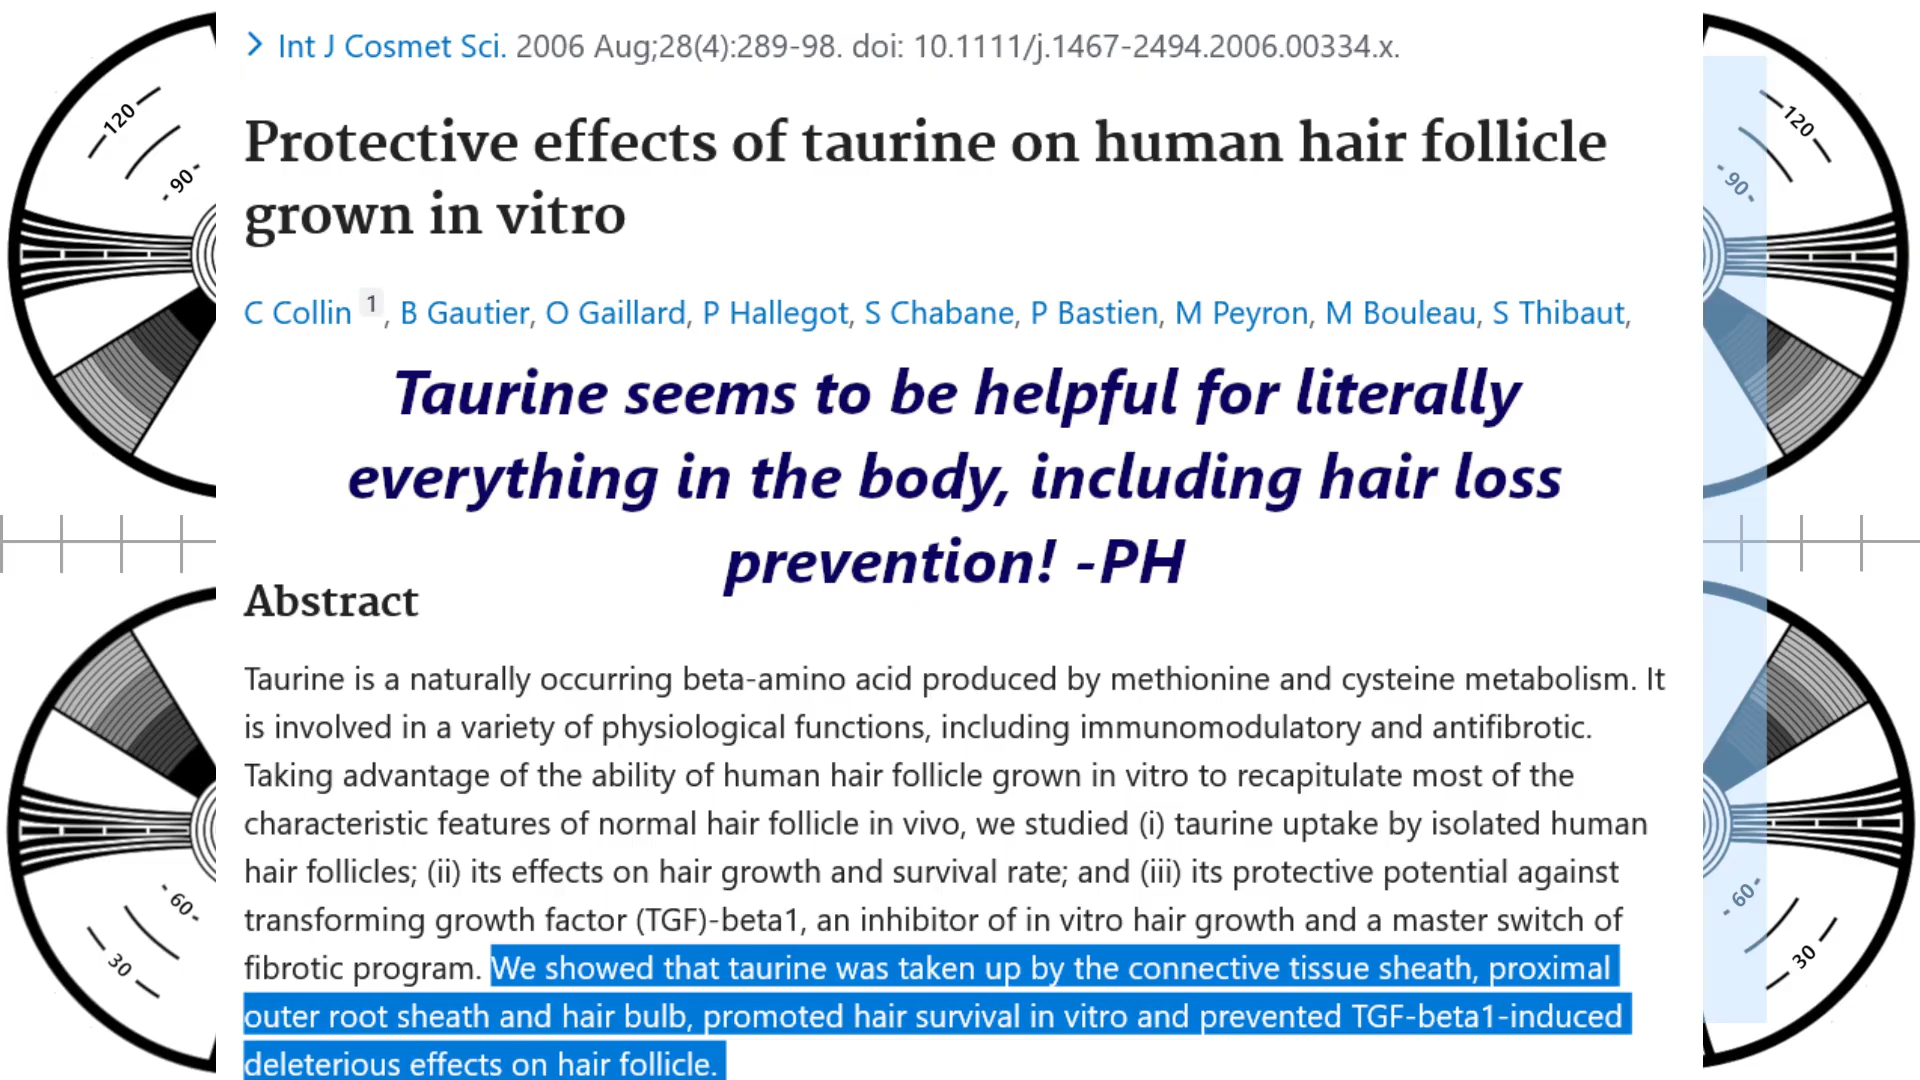 Int J Cosmet Sci. 2006 Aug;28(4):289-98. doi: 10.1111/j.1467-2494.2006.00334.x.
Protective effects of taurine on human hair follicle
grown in vitro
C Collin 1, B Gautier, O Gaillard, P Hallegot, S Chabane, P Bastien, M Peyron, M Bouleau, S Thibaut,
Taurine seems to be helpful for literally
everything in the body, including hair loss
prevention! -PH
Abstract
Taurine is a naturally occurring beta-amino acid produced by methionine and cysteine metabolism. It
is involved in a variety of physiological functions, including immunomodulatory and antifibrotic.
Taking advantage of the ability of human hair follicle grown in vitro to recapitulate most of the
characteristic features of normal hair follicle in vivo, we studied (i) taurine uptake by isolated human
hair follicles; (ii) its effects on hair growth and survival rate; and (iii) its protective potential against
transforming growth factor (TGF)-beta1, an inhibitor of in vitro hair growth and a master switch of
fibrotic program. We showed that taurine was taken up by the connective tissue sheath, proximal
outer root sheath and hair bulb, promoted hair survival in vitro and prevented TGF-beta1-induced
deleterious effects on hair follicle.
120
-90-
120
-90-
-60-
30
-60-
30